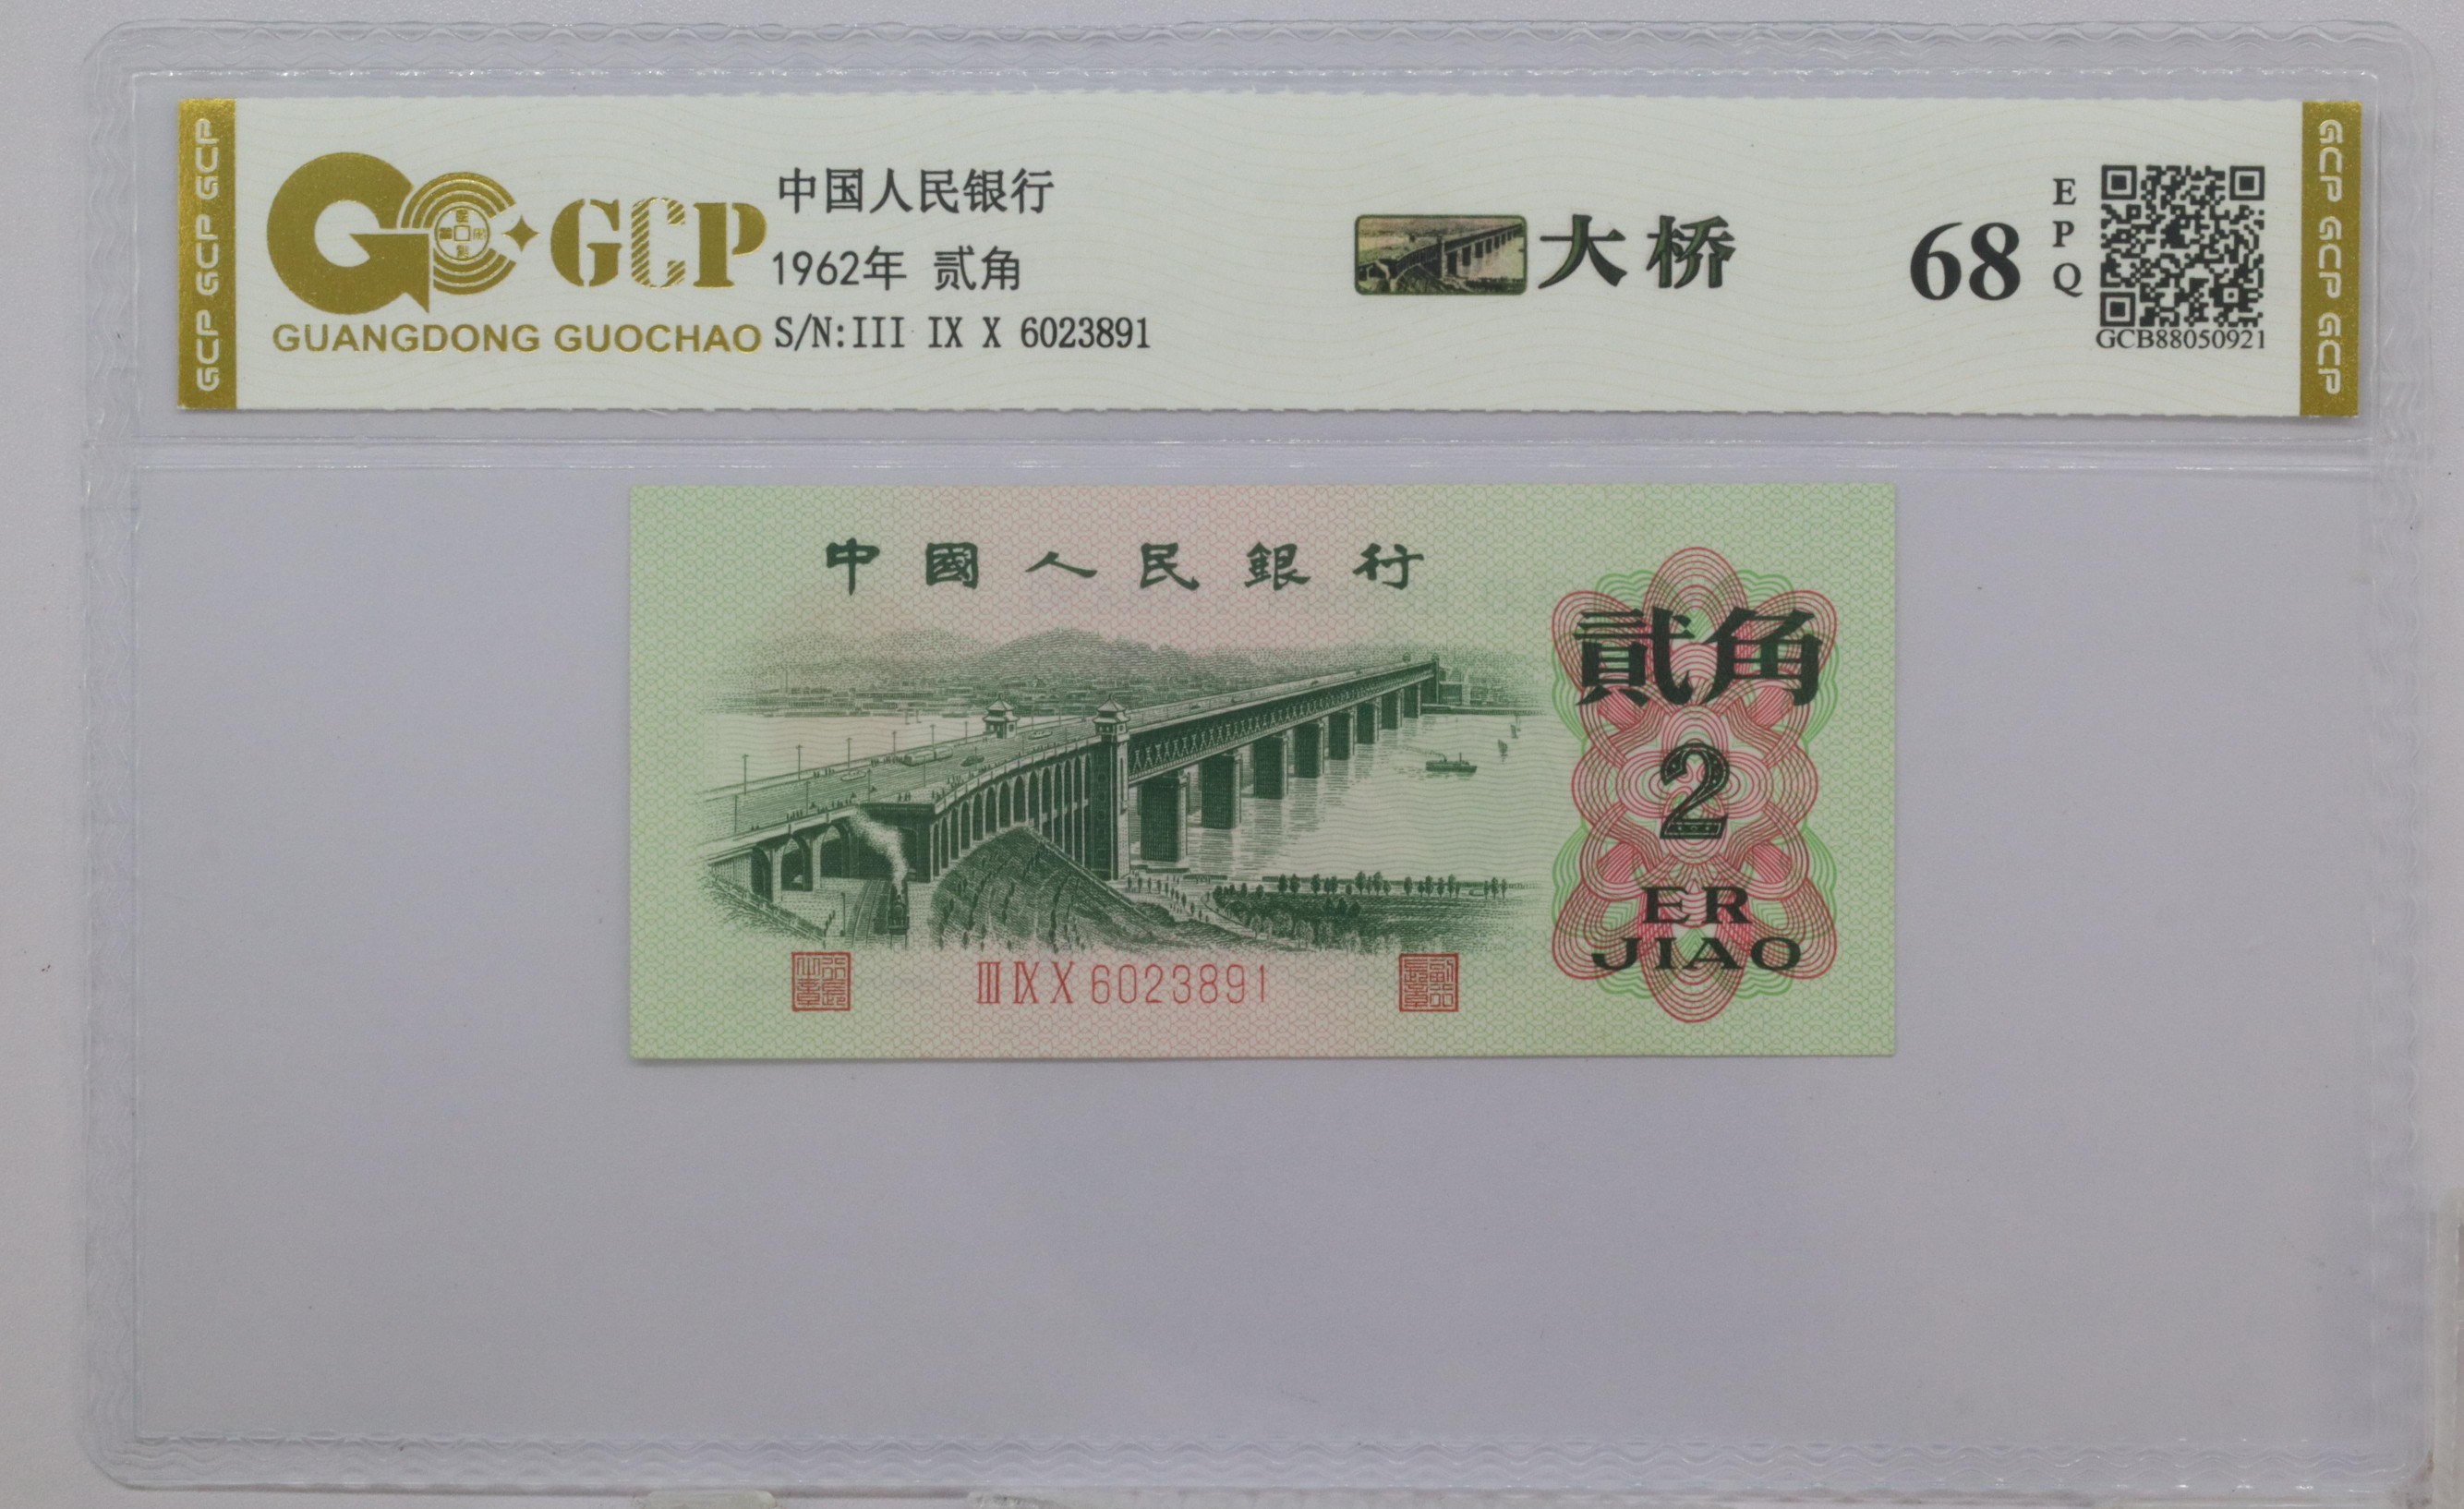 GCP GCP GCP
GCP
GUANGDONG GUOCHAO
中国人民银行
1962年 贰角
S/N:III IX X 6023891
大桥
68
EPQ
GCB88050921
GCP GCP GCP
中國人民銀行
貳角
2
ER
JIAO
III IX X 6023891